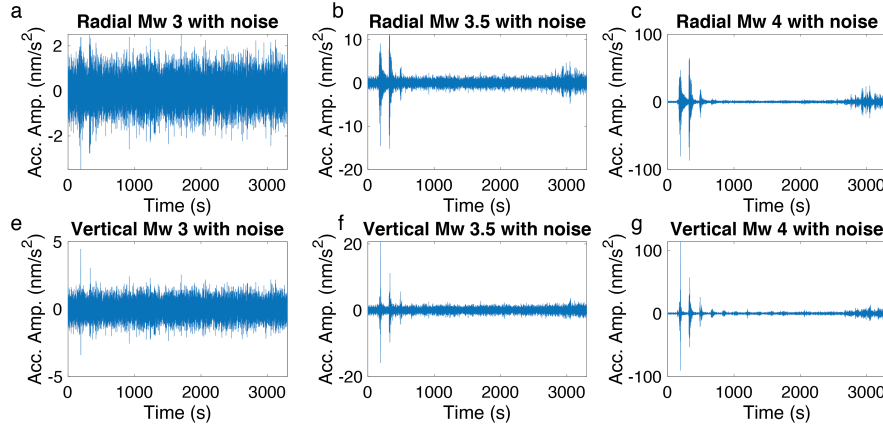 a
Radial Mw 3 with noise
Acc. Amp. (nm/s²)
2
0
-2
0 1000 2000 3000
Time (s)
b
Radial Mw 3.5 with noise
Acc. Amp. (nm/s²)
10
0
-10
-20
0 1000 2000 3000
Time (s)
c
Radial Mw 4 with noise
Acc. Amp. (nm/s²)
100
0
-100
0 1000 2000 3000
Time (s)
e
Vertical Mw 3 with noise
Acc. Amp. (nm/s²)
5
0
-5
0 1000 2000 3000
Time (s)
f
Vertical Mw 3.5 with noise
Acc. Amp. (nm/s²)
20
0
-20
0 1000 2000 3000
Time (s)
g
Vertical Mw 4 with noise
Acc. Amp. (nm/s²)
100
0
-100
0 1000 2000 3000
Time (s)